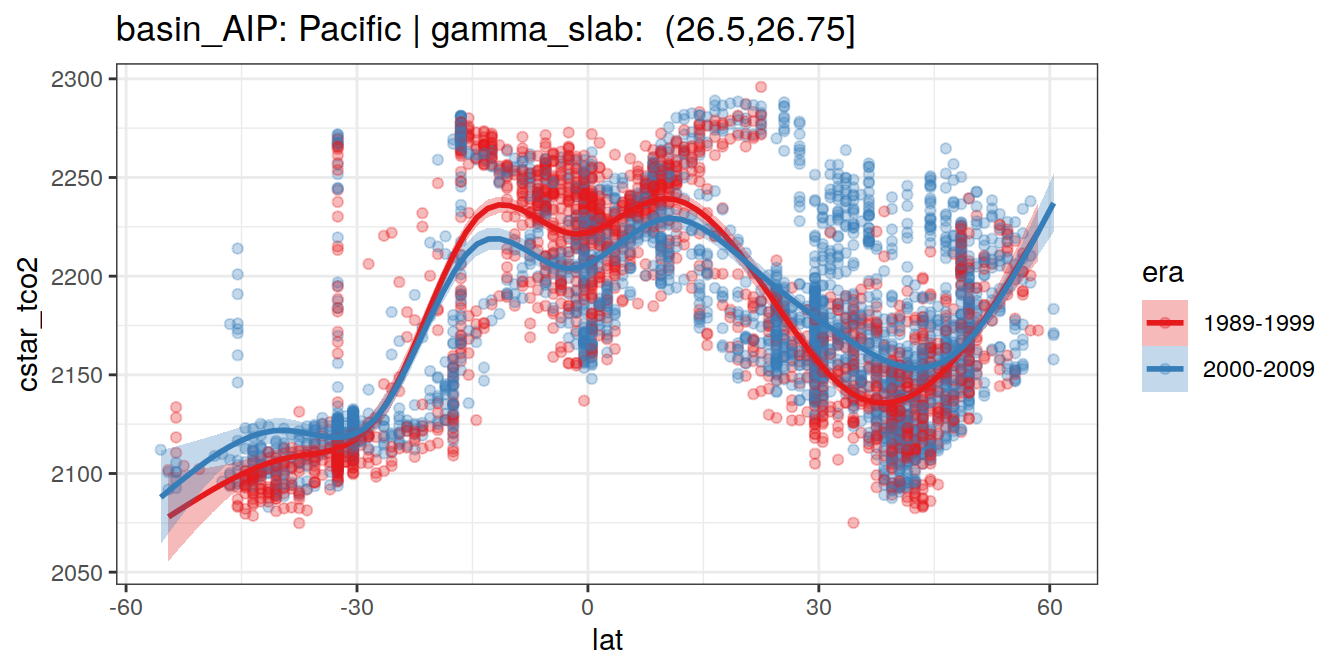 basin_AIP: Pacific | gamma_slab:  (26.5,26.75]
2300
2250
2200
2150
2100
2050
cstar_tco2
-60 -30 0 30 60
lat
era
1989-1999
2000-2009